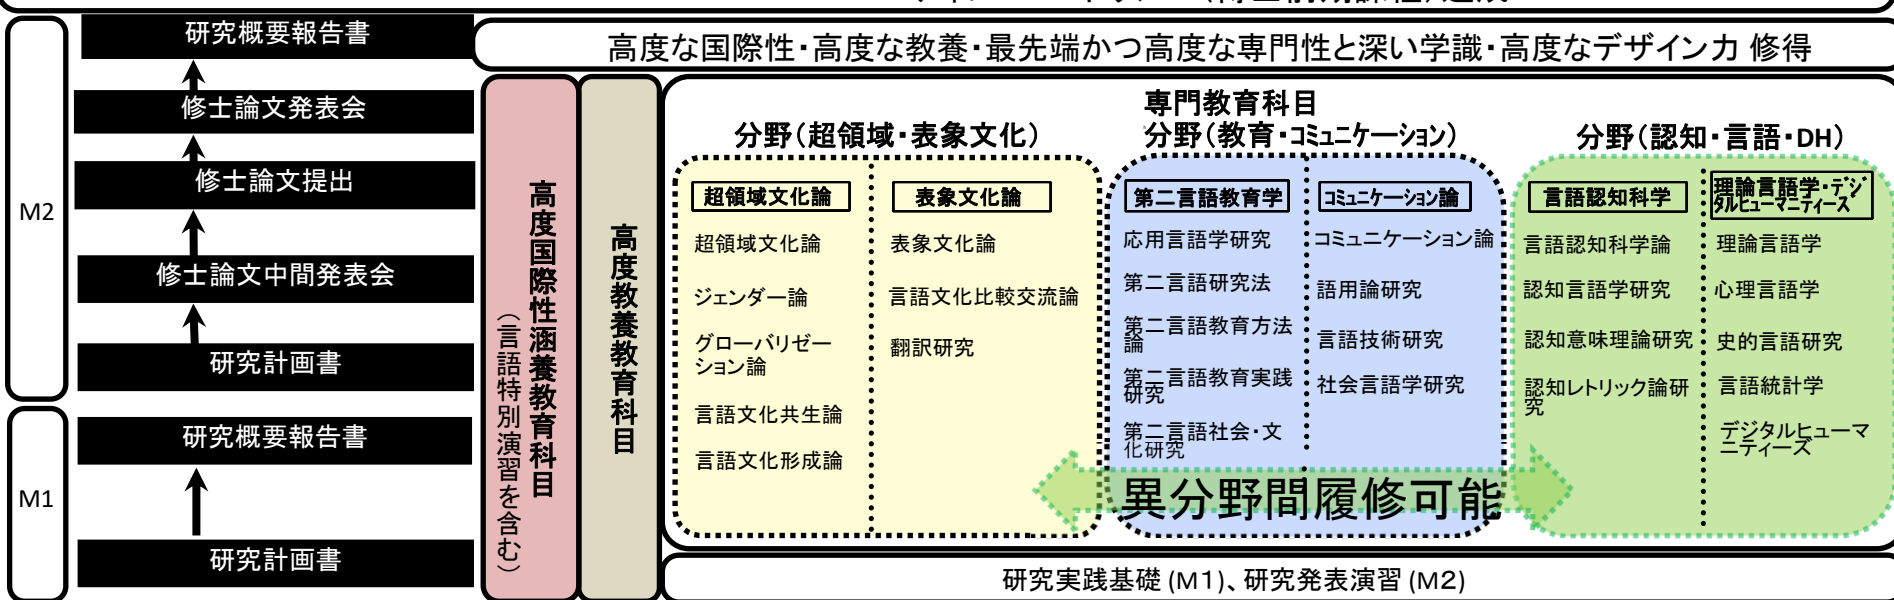 研究概要報告書
高度な国際性・高度な教養・最先端かつ高度な専門性と深い学識・高度なデザイン力 修得
修士論文発表会
修士論文提出
M2
修士論文中間発表会
研究計画書
研究概要報告書
M1
研究計画書
高度国際性涵養教育科目
（言語特別演習を含む）
高度教養教育科目
専門教育科目
分野（超領域・表象文化）
分野（教育・コミュニケーション）
分野（認知・言語・DH）
超領域文化論
超領域文化論
ジェンダー論
グローバリゼー
ション論
言語文化共生論
言語文化形成論
表象文化論
表象文化論
言語文化比較交流論
翻訳研究
第二言語教育学
応用言語学研究
第二言語研究法
第二言語教育方法
論
第二言語教育実践
研究
第二言語社会・文
化研究
コミュニケーション論
コミュニケーション論
語用論研究
言語技術研究
社会言語学研究
言語認知科学
言語認知科学論
認知言語学研究
認知意味理論研究
認知レトリック論研
究
理論言語学・デジ
タルヒューマニティーズ
理論言語学
心理言語学
史的言語研究
言語統計学
デジタルヒューマ
ニティーズ
異分野間履修可能
研究実践基礎 (M1)、研究発表演習 (M2)